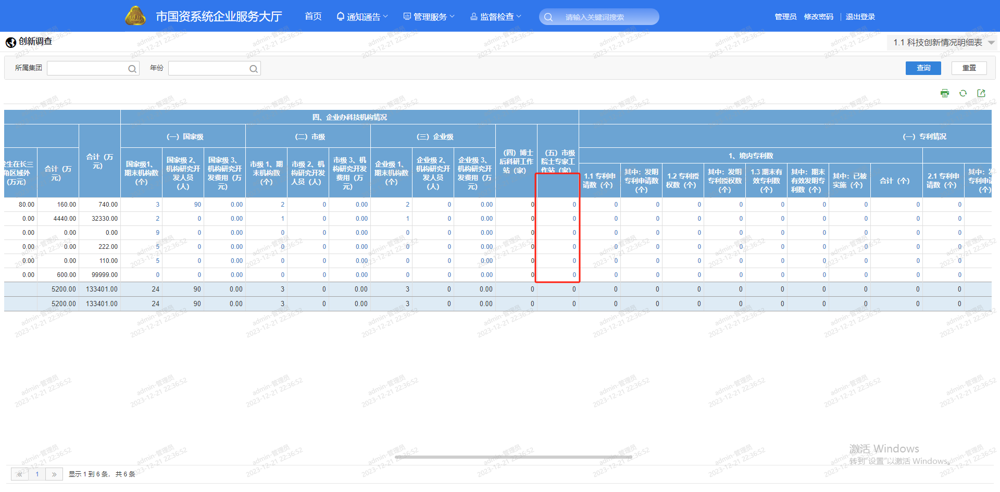 市国资系统企业服务大厅
首页
通知通告
管理服务
监督检查
请输入关键词搜索
管理员
修改密码
退出登录
创新调查
1.1 科技创新情况明细表
所属集团
年份
查询
重置
四、企业办科技机构情况
（一）国家级
（二）市级
（三）企业级
（一）专利情况
合计（万
元）
（四）博士
后科研工作
站（家）
（五）市级
院士专家工
作站（家）
1、境内专利数
发生在长三
角区域外
（万元）
合计（万
元）
国家级1、
期末机构数
（个）
国家级 2、
机构研究开
发人员
（人）
国家级 3、
机构研究开
发费用（万
元）
市级 1、期
末机构数
（个）
市级 2、机
构研究开发
人员（人）
市级 3、机
构研究开发
费用（万
元）
企业级 1、
期末机构数
（个）
企业级 2、
机构研究开
发人员
（人）
企业级 3、
机构研究开
发费用（万
元）
1.1 专利申
请数（个）
其中：发明
专利申请数
（个）
1.2 专利授
权数（个）
其中：发明
专利授权数
（个）
1.3 期末有
效专利数
（个）
其中：期末
有效发明专
利数（个）
其中：已被
实施（个）
合计（个）
2.1 专利申
请数（个）
其中：发
专利申请
（个）
80.00 160.00 740.00 3 90 0.00 2 0 0.00 2 0 0.00 0 0 0 0 0 0 0 0 0 0 0
0.00 4440.00 32330.00 2 0 0.00 1 0 0.00 1 0 0.00 0 0 0 0 0 0 0 0 0 0 0
0.00 0.00 0.00 9 0 0.00 0 0 0.00 0 0 0.00 0 0 0 0 0 0 0 0 0 0 0
0.00 0.00 222.00 5 0 0.00 0 0 0.00 0 0 0.00 0 0 0 0 0 0 0 0 0 0 0
0.00 0.00 110.00 5 0 0.00 0 0 0.00 0 0 0.00 0 0 0 0 0 0 0 0 0 0 0
0.00 600.00 99999.00 0 0 0.00 0 0 0.00 0 0 0.00 0 0 0 0 0 0 0 0 0 0 0
5200.00 133401.00 24 90 0.00 3 0 0.00 3 0 0.00 0 0 0 0 0 0 0 0 0 0 0
5200.00 133401.00 24 90 0.00 3 0 0.00 3 0 0.00 0 0 0 0 0 0 0 0 0 0 0
admin-管理员
2023-12-21 22:36:52
激活 Windows
转到“设置”以激活 Windows。
« 1 » 显示 1 到 6 条， 共 6 条